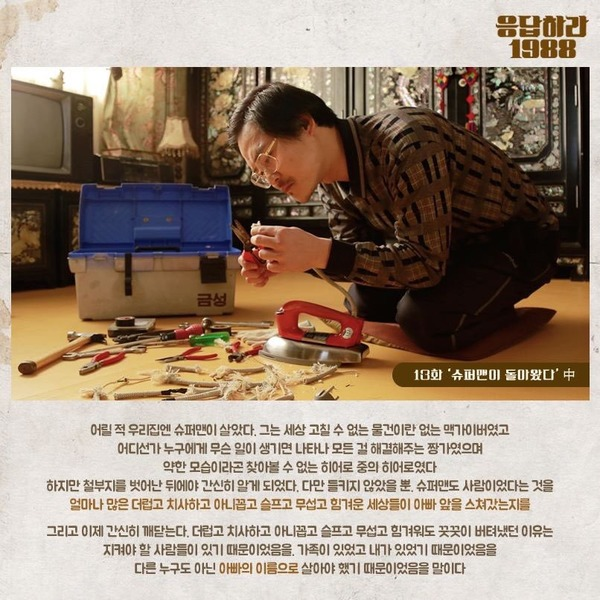 응답하라
1988
금성
13화 '슈퍼맨이 돌아왔다' 中
어릴 적 우리집엔 슈퍼맨이 살았다. 그는 세상 고칠 수 없는 물건이란 없는 맥가이버였고
어디선가 누구에게 무슨 일이 생기면 나타나 모든 걸 해결해주는 짱가였으며
약한 모습이라곤 찾아볼 수 없는 히어로 중의 히어로였다
하지만 철부지를 벗어난 뒤에야 간신히 알게 되었다. 다만 들키지 않았을 뿐, 슈퍼맨도 사람이었다는 것을
얼마나 많은 더럽고 치사하고 아니꼽고 슬프고 무섭고 힘겨운 세상들이 아빠 앞을 스쳐갔는지를
그리고 이제 간신히 깨닫는다. 더럽고 치사하고 아니꼽고 슬프고 무섭고 힘겨워도 꿋꿋이 버텨냈던 이유는
지켜야 할 사람들이 있기 때문이었음을. 가족이 있었고 내가 있었기 때문이었음을
다른 누구도 아닌 아빠의 이름으로 살아야 했기 때문이었음을 말이다